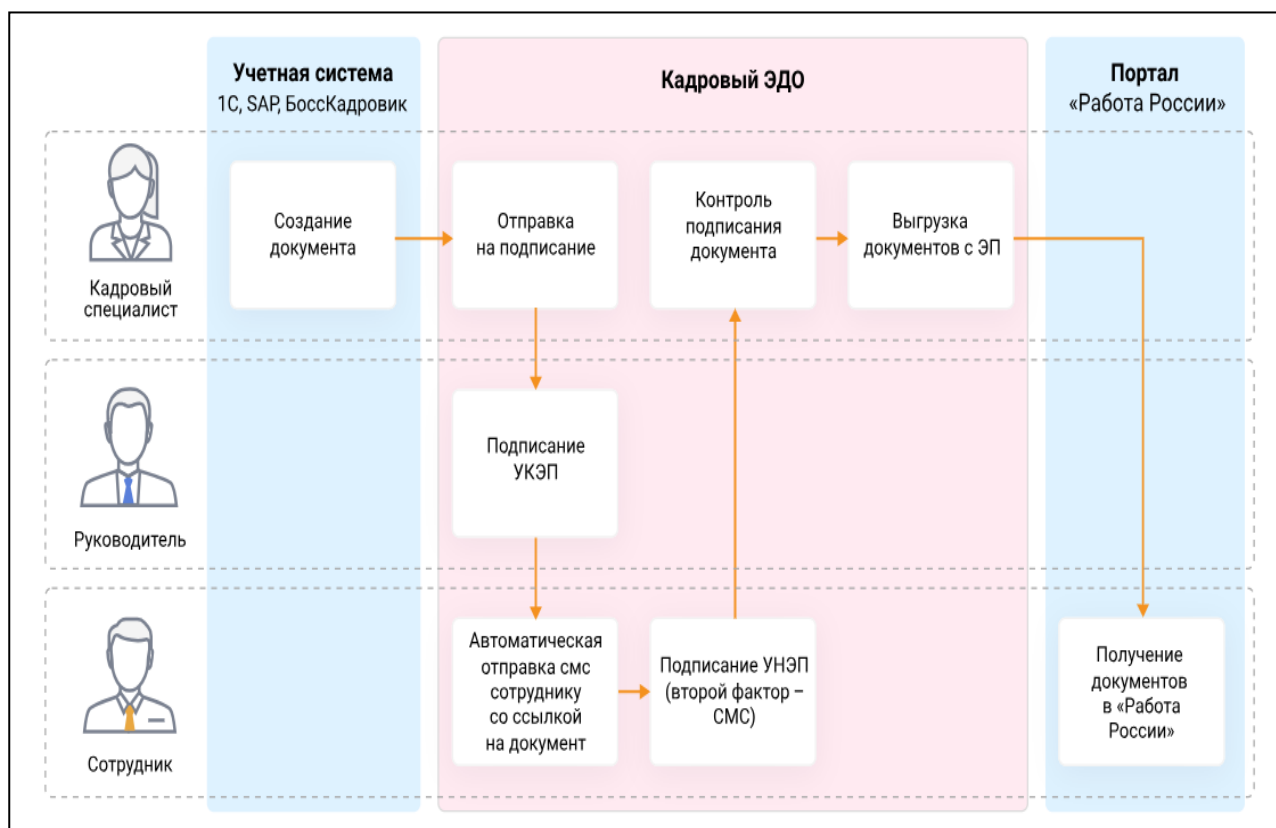 Учетная система
1С, SAP, БоссКадровик
Кадровый ЭДО
Портал
«Работа России»
Кадровый
специалист
Создание
документа
Отправка
на подписание
Контроль
подписания
документа
Выгрузка
документов с ЭП
Руководитель
Подписание
УКЭП
Сотрудник
Автоматическая
отправка смс
сотруднику
со ссылкой
на документ
Подписание УНЭП
(второй фактор –
СМС)
Получение
документов
в «Работа
России»